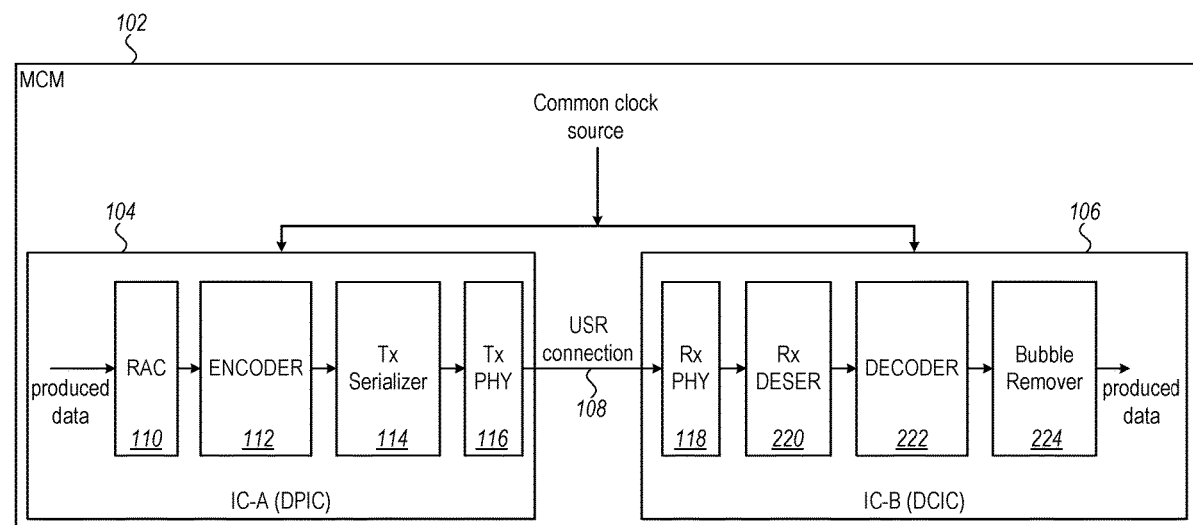 102
MCM
Common clock
source
104
106
produced
data
RAC
110
ENCODER
112
Tx
Serializer
114
Tx
PHY
116
USR
connection
108
Rx
PHY
118
Rx
DESER
220
DECODER
222
Bubble
Remover
224
produced
data
IC-A (DPIC)
IC-B (DCIC)